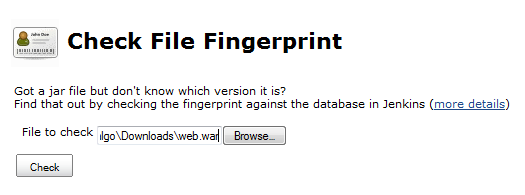 John Doe
Check File Fingerprint
Got a jar file but don't know which version it is?
Find that out by checking the fingerprint against the database in Jenkins (more details)
File to check ılgo\Downloads\web.war Browse...
Check